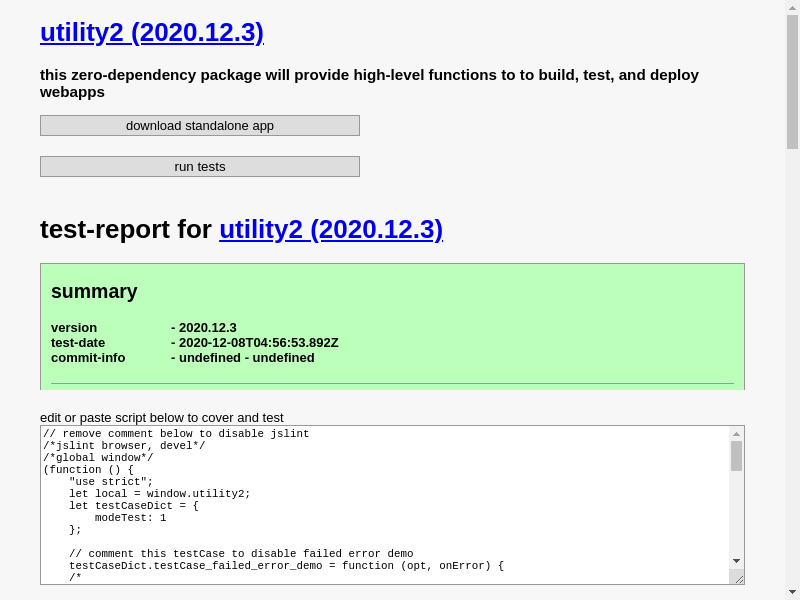 utility2 (2020.12.3)
this zero-dependency package will provide high-level functions to to build, test, and deploy
webapps
download standalone app
run tests
test-report for utility2 (2020.12.3)
summary
version - 2020.12.3
test-date - 2020-12-08T04:56:53.892Z
commit-info - undefined - undefined
edit or paste script below to cover and test
// remove comment below to disable jslint
/*jslint browser, devel*/
/*global window*/
(function () {
    "use strict";
    let local = window.utility2;
    let testCaseDict = {
        modeTest: 1
    };
    // comment this testCase to disable failed error demo
    testCaseDict.testCase_failed_error_demo = function (opt, onError) {
    /*